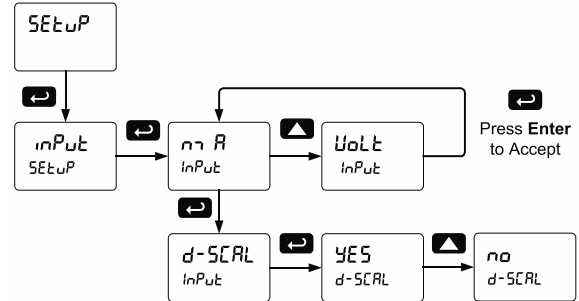 SEtuP
inPut
SEtuP
mA
InPut
VoLt
InPut
Press Enter
to Accept
d-SCAL
InPut
YES
d-SCAL
no
d-SCAL